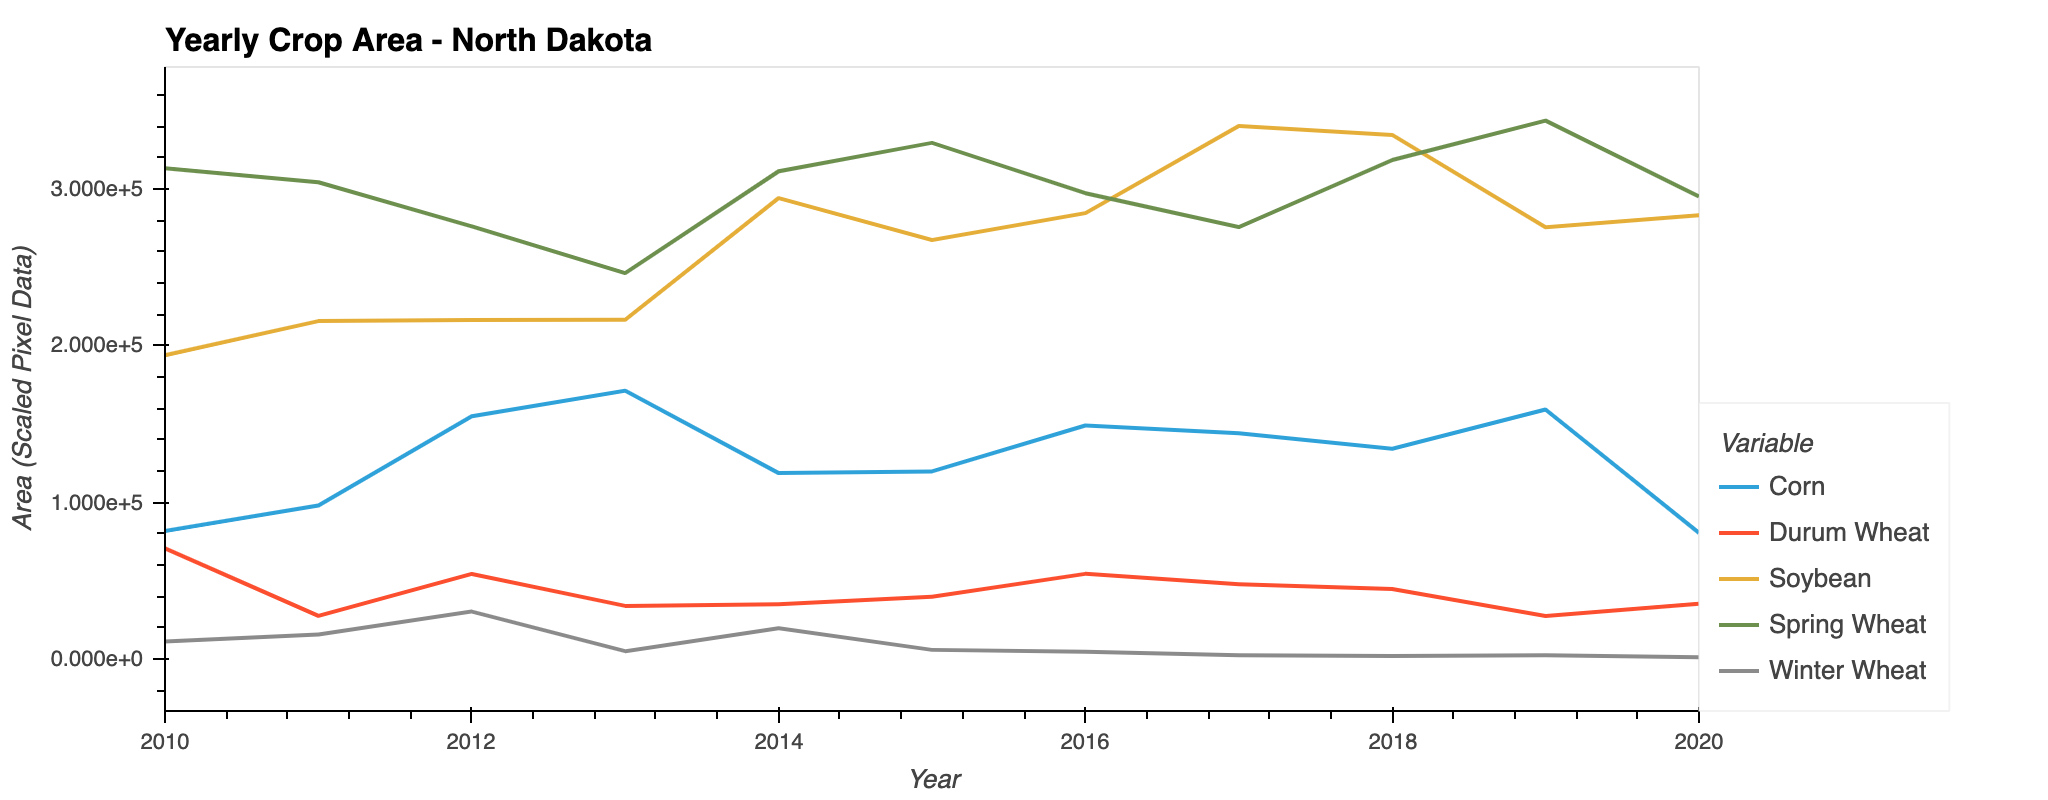 Yearly Crop Area - North Dakota
Area (Scaled Pixel Data)
3.000e+5
2.000e+5
1.000e+5
0.000e+0
2010
2012
2014
2016
2018
2020
Year
Variable
Corn
Durum Wheat
Soybean
Spring Wheat
Winter Wheat